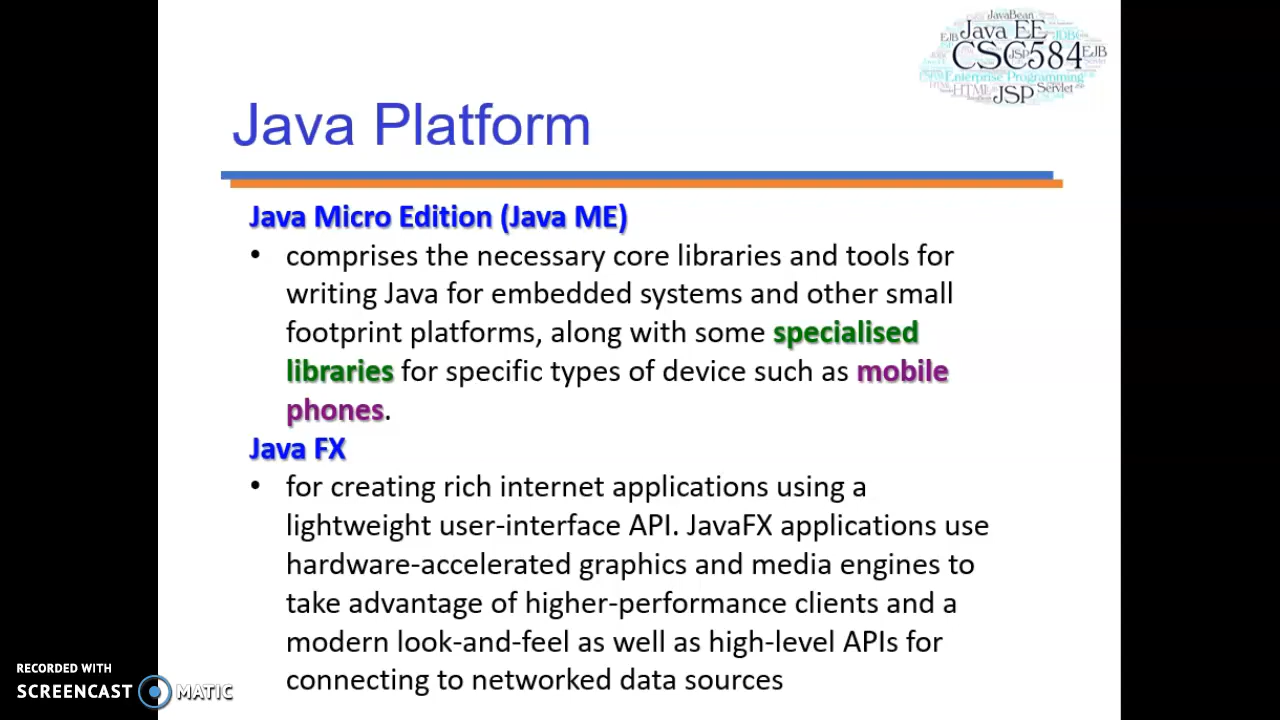 JavaBean
EJB Java EE JDBC
CSC584 EJB
JSP
Enterprise Programming
HTML JSP Servlet
Java Platform
Java Micro Edition (Java ME)
• comprises the necessary core libraries and tools for
writing Java for embedded systems and other small
footprint platforms, along with some specialised
libraries for specific types of device such as mobile
phones.
Java FX
• for creating rich internet applications using a
lightweight user-interface API. JavaFX applications use
hardware-accelerated graphics and media engines to
take advantage of higher-performance clients and a
modern look-and-feel as well as high-level APIs for
connecting to networked data sources
RECORDED WITH
SCREENCAST MATIC